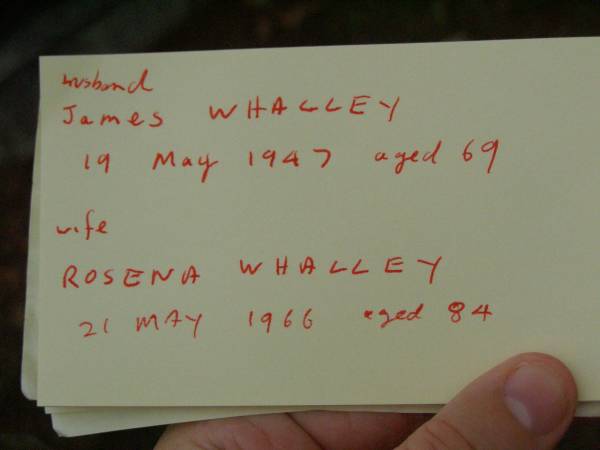 husband
James WHALLEY
19 May 1947 aged 69
wife
ROSENA WHALLEY
21 MAY 1966 aged 84